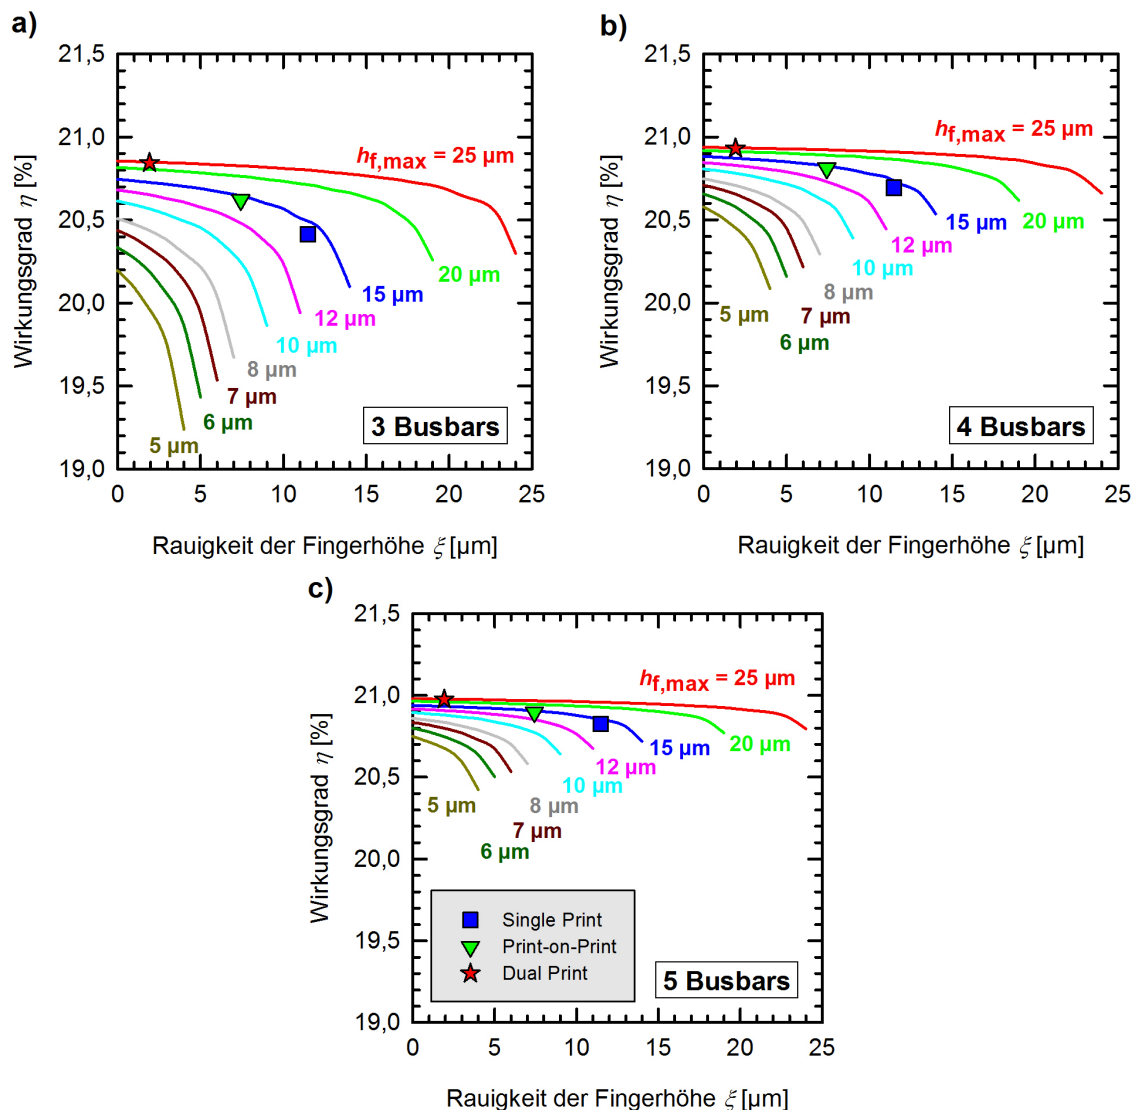 a)
21,5
21,0
20,5
20,0
19,5
19,0
Wirkungsgrad η [%]
hf,max = 25 µm
20 µm
15 µm
12 µm
10 µm
8 µm
7 µm
6 µm
5 µm
3 Busbars
0 5 10 15 20 25
Rauigkeit der Fingerhöhe ξ [µm]
b)
21,5
21,0
20,5
20,0
19,5
19,0
Wirkungsgrad η [%]
hf,max = 25 µm
20 µm
15 µm
12 µm
10 µm
8 µm
7 µm
6 µm
5 µm
4 Busbars
0 5 10 15 20 25
Rauigkeit der Fingerhöhe ξ [µm]
c)
21,5
21,0
20,5
20,0
19,5
19,0
Wirkungsgrad η [%]
hf,max = 25 µm
20 µm
15 µm
12 µm
10 µm
8 µm
7 µm
6 µm
5 µm
Single Print
Print-on-Print
Dual Print
5 Busbars
0 5 10 15 20 25
Rauigkeit der Fingerhöhe ξ [µm]